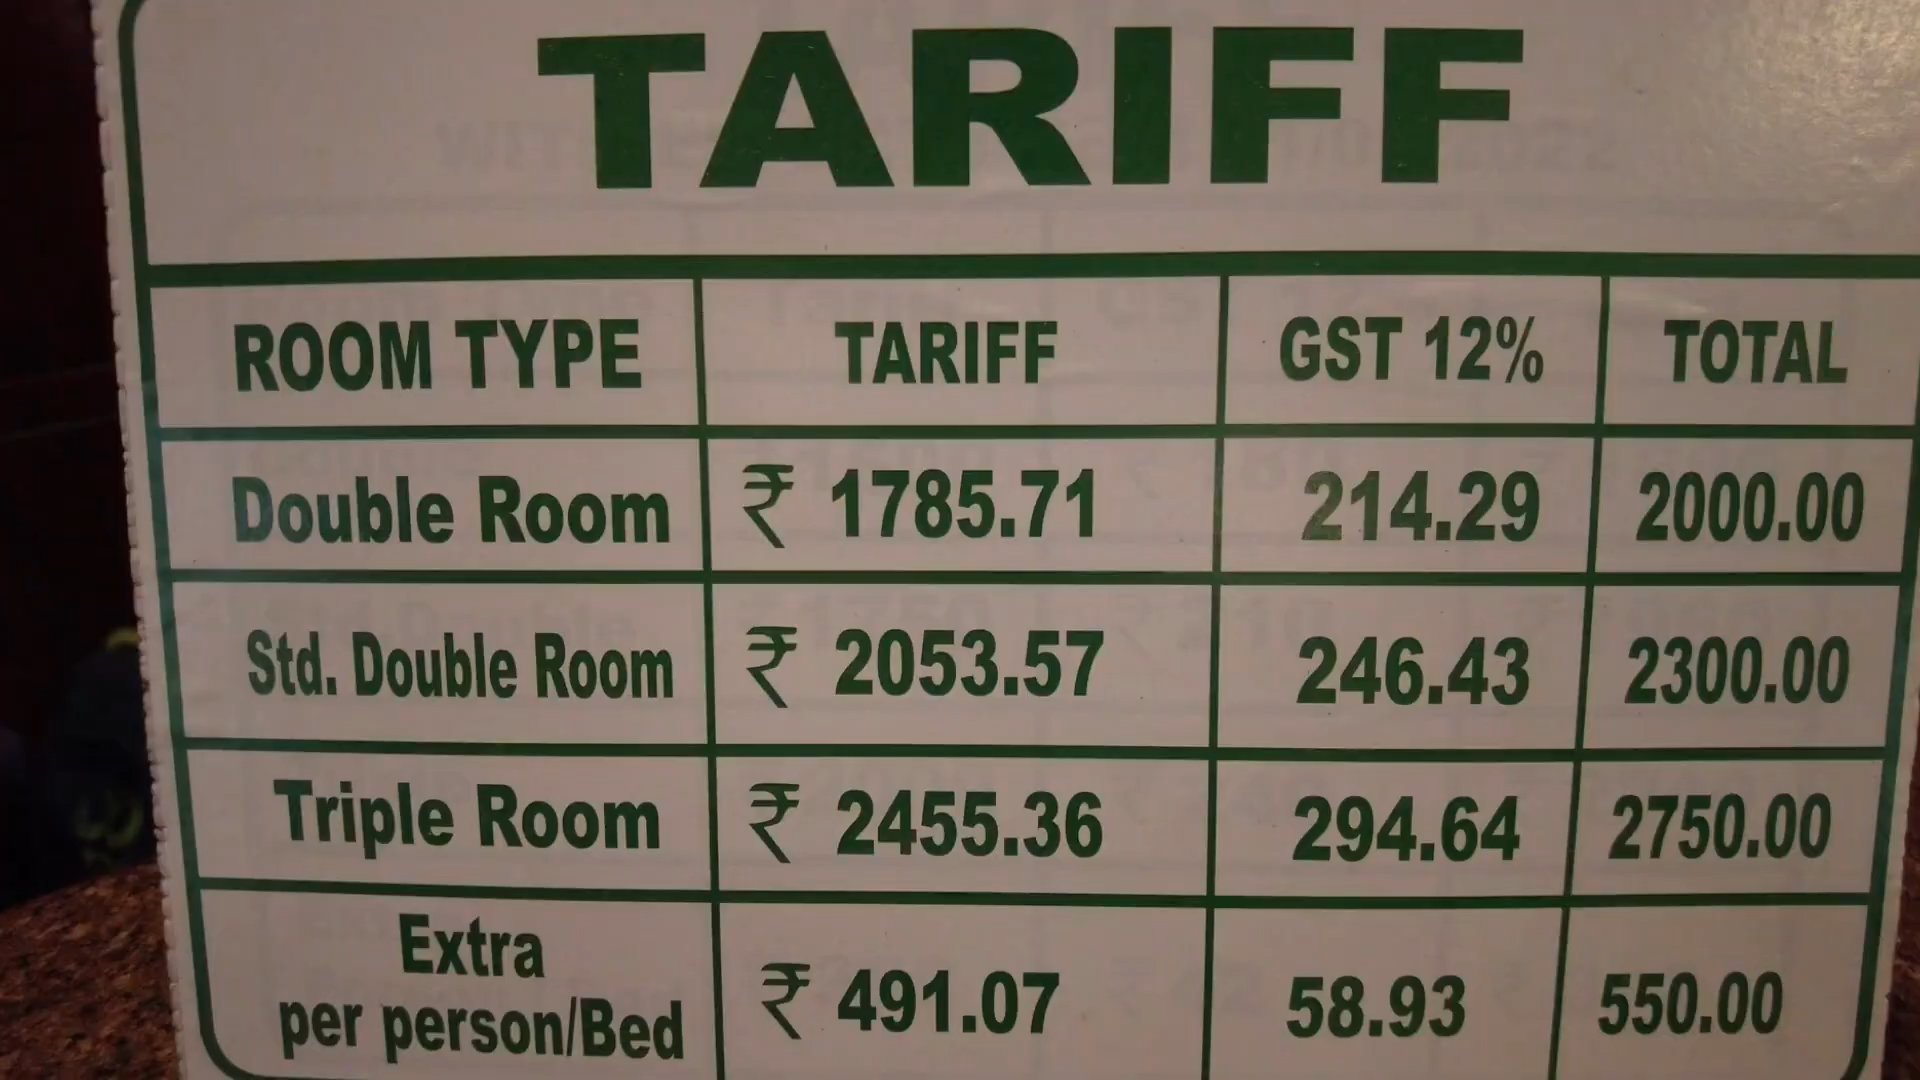 TARIFF
ROOM TYPE TARIFF GST 12% TOTAL
Double Room ₹ 1785.71 214.29 2000.00
Std. Double Room ₹ 2053.57 246.43 2300.00
Triple Room ₹ 2455.36 294.64 2750.00
Extra
per person/Bed ₹ 491.07 58.93 550.00